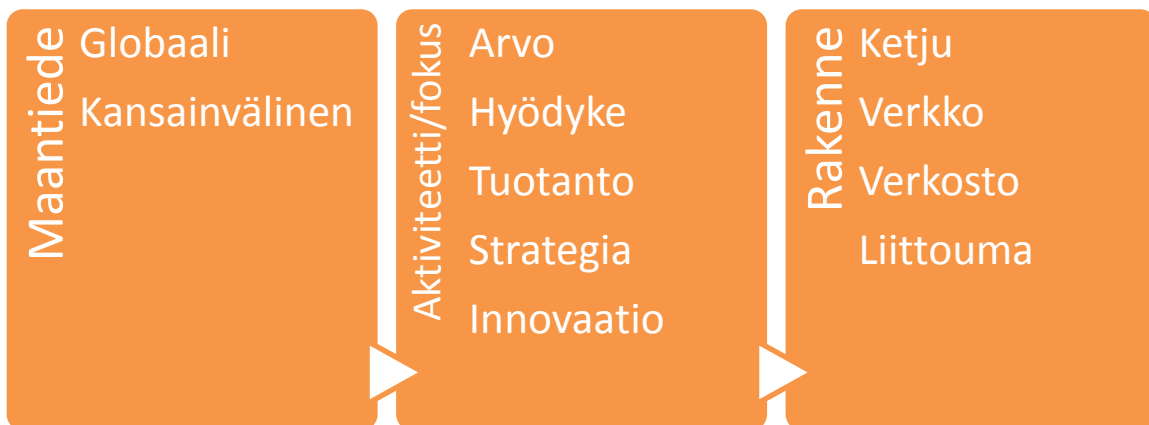 Maantiede
Globaali
Kansainvälinen
Aktiviteetti/fokus
Arvo
Hyödyke
Tuotanto
Strategia
Innovaatio
Rakenne
Ketju
Verkko
Verkosto
Liittouma